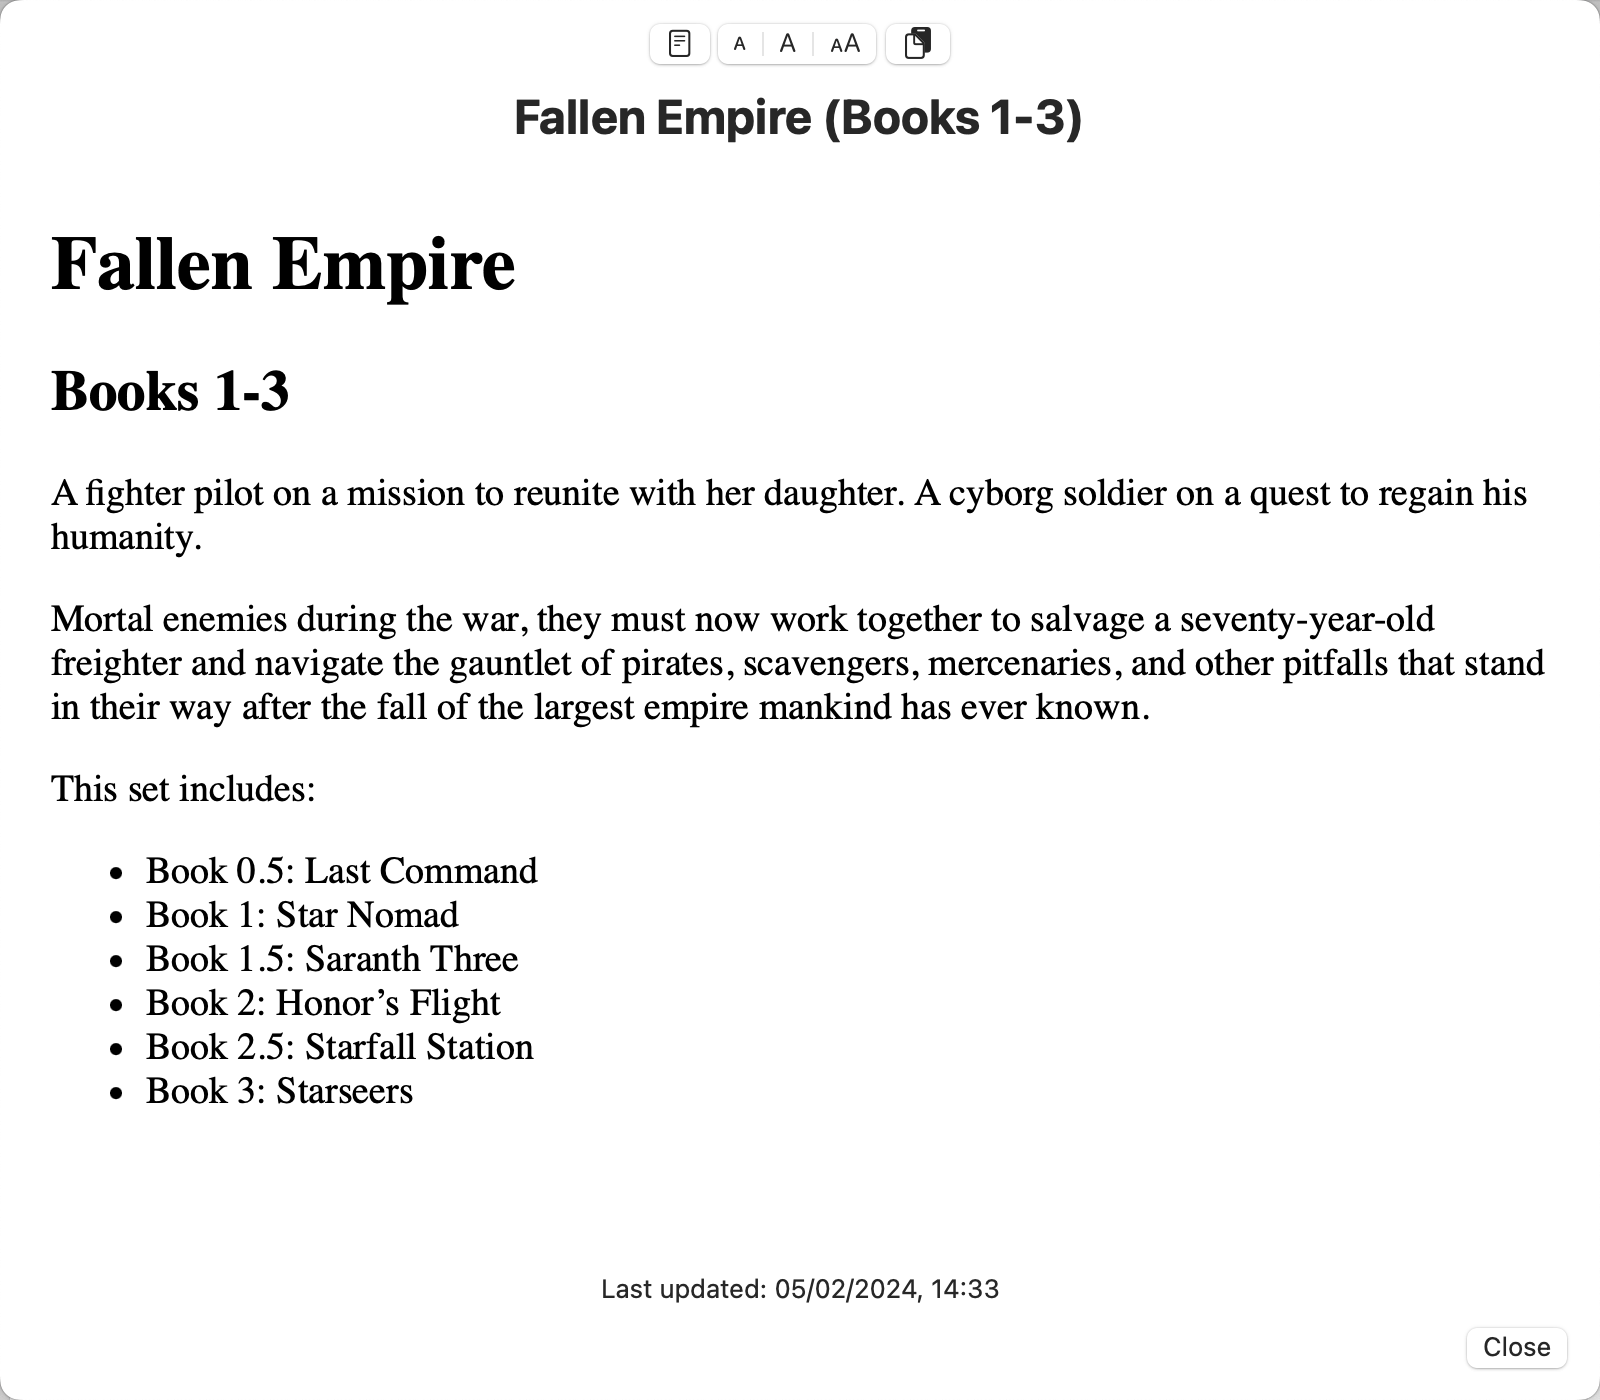 A A AA
Fallen Empire (Books 1-3)
Fallen Empire
Books 1-3
A fighter pilot on a mission to reunite with her daughter. A cyborg soldier on a quest to regain his
humanity.
Mortal enemies during the war, they must now work together to salvage a seventy-year-old
freighter and navigate the gauntlet of pirates, scavengers, mercenaries, and other pitfalls that stand
in their way after the fall of the largest empire mankind has ever known.
This set includes:
• Book 0.5: Last Command
• Book 1: Star Nomad
• Book 1.5: Saranth Three
• Book 2: Honor’s Flight
• Book 2.5: Starfall Station
• Book 3: Starseers
Last updated: 05/02/2024, 14:33
Close